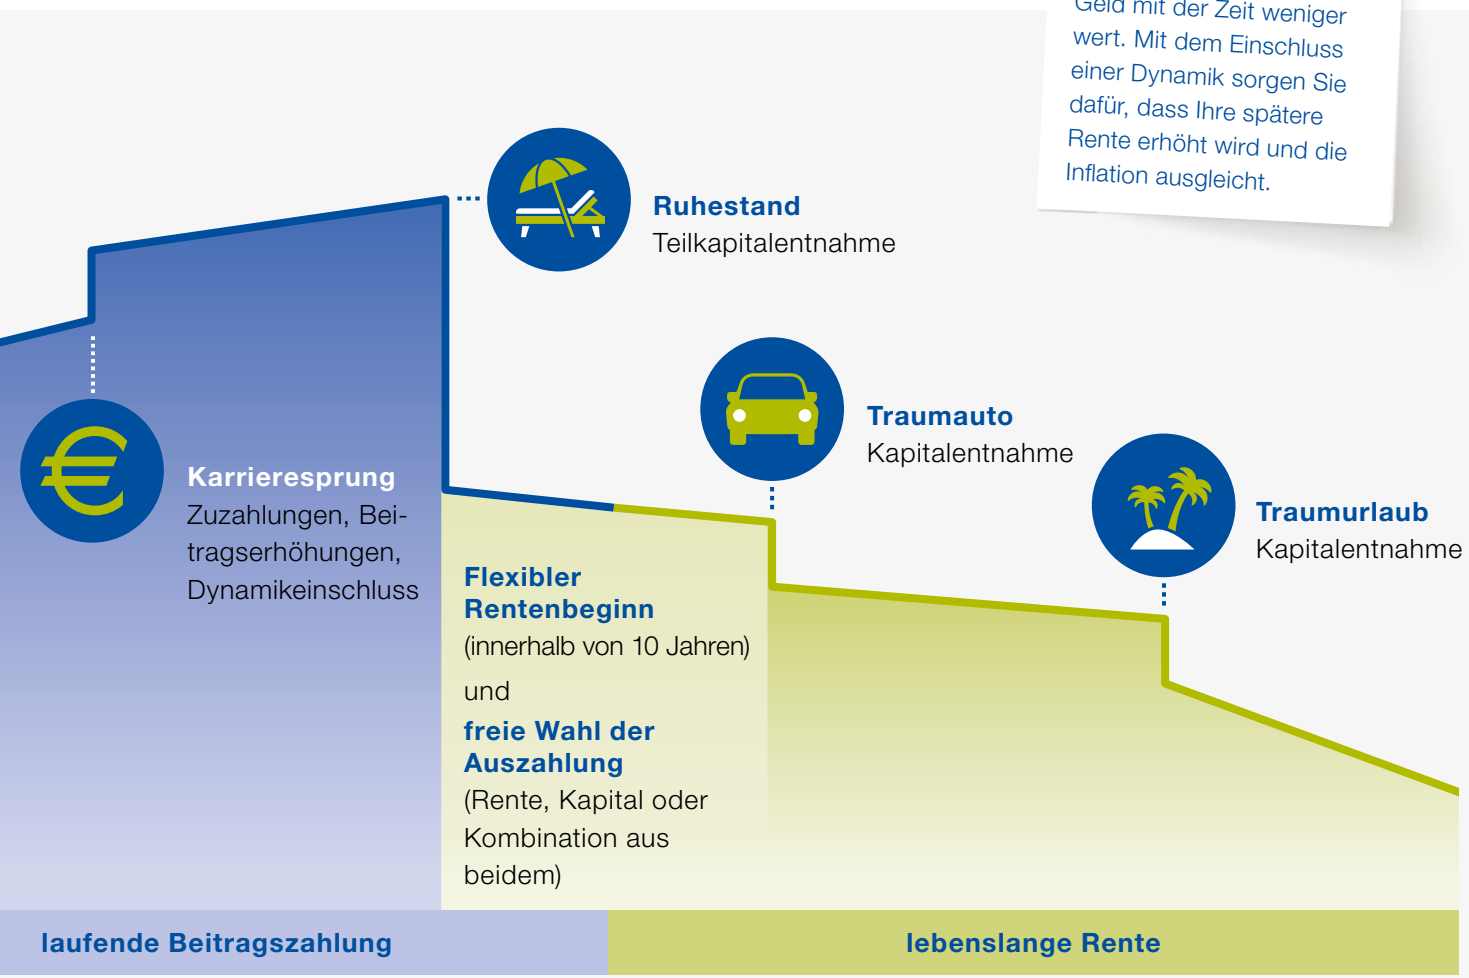 Geld mit der Zeit weniger
wert. Mit dem Einschluss
einer Dynamik sorgen Sie
dafür, dass Ihre spätere
Rente erhöht wird und die
Inflation ausgleicht.
Ruhestand
Teilkapitalentnahme
Traumauto
Kapitalentnahme
Karrieresprung
Zuzahlungen, Bei-
tragserhöhungen,
Dynamikeinschluss
Traumurlaub
Kapitalentnahme
Flexibler
Rentenbeginn
(innerhalb von 10 Jahren)
und
freie Wahl der
Auszahlung
(Rente, Kapital oder
Kombination aus
beidem)
laufende Beitragszahlung
lebenslange Rente